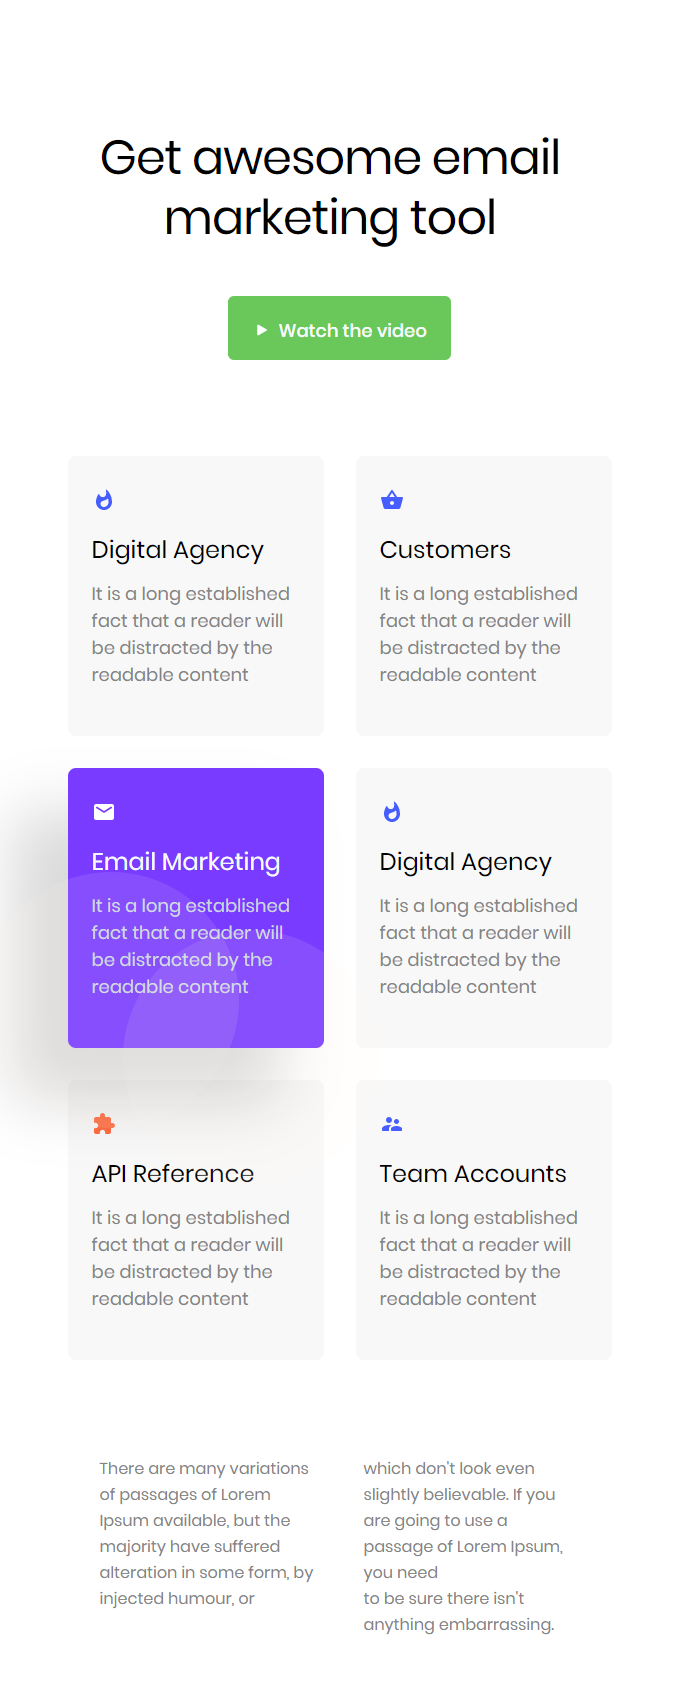 Get awesome email
marketing tool
Watch the video
Digital Agency
It is a long established
fact that a reader will
be distracted by the
readable content
Customers
It is a long established
fact that a reader will
be distracted by the
readable content
Email Marketing
It is a long established
fact that a reader will
be distracted by the
readable content
Digital Agency
It is a long established
fact that a reader will
be distracted by the
readable content
API Reference
It is a long established
fact that a reader will
be distracted by the
readable content
Team Accounts
It is a long established
fact that a reader will
be distracted by the
readable content
There are many variations
of passages of Lorem
Ipsum available, but the
majority have suffered
alteration in some form, by
injected humour, or
which don't look even
slightly believable. If you
are going to use a
passage of Lorem Ipsum,
you need
to be sure there isn't
anything embarrassing.